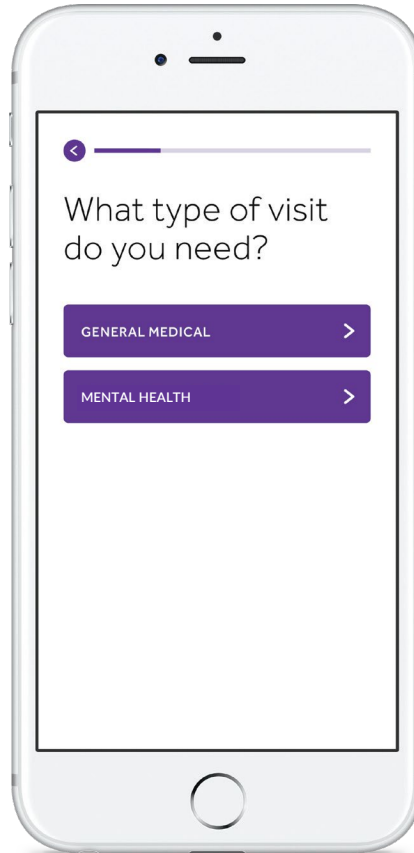 What type of visit
do you need?
GENERAL MEDICAL
MENTAL HEALTH